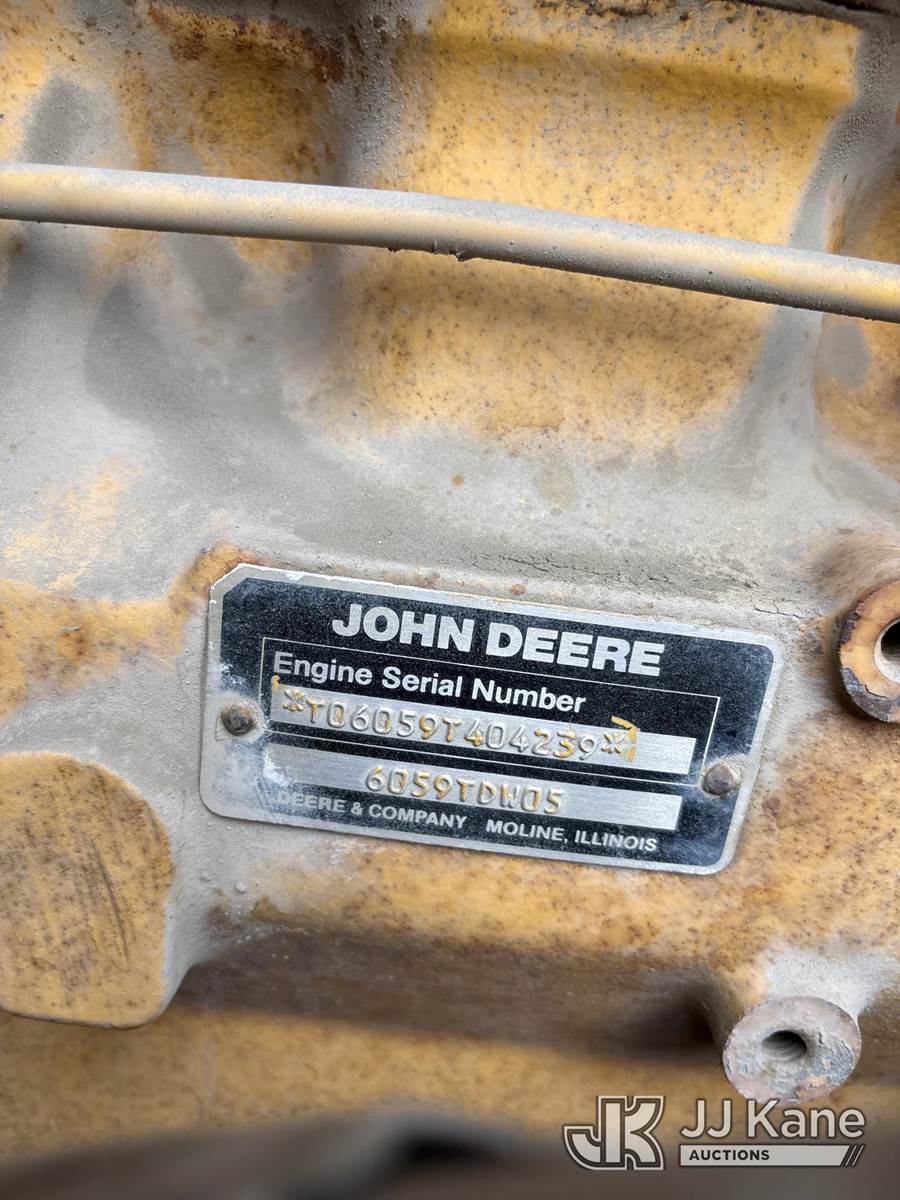 JOHN DEERE
Engine Serial Number
*T06059T404239*
6059TDW05
DEERE & COMPANY MOLINE, ILLINOIS
JK JJ Kane
AUCTIONS